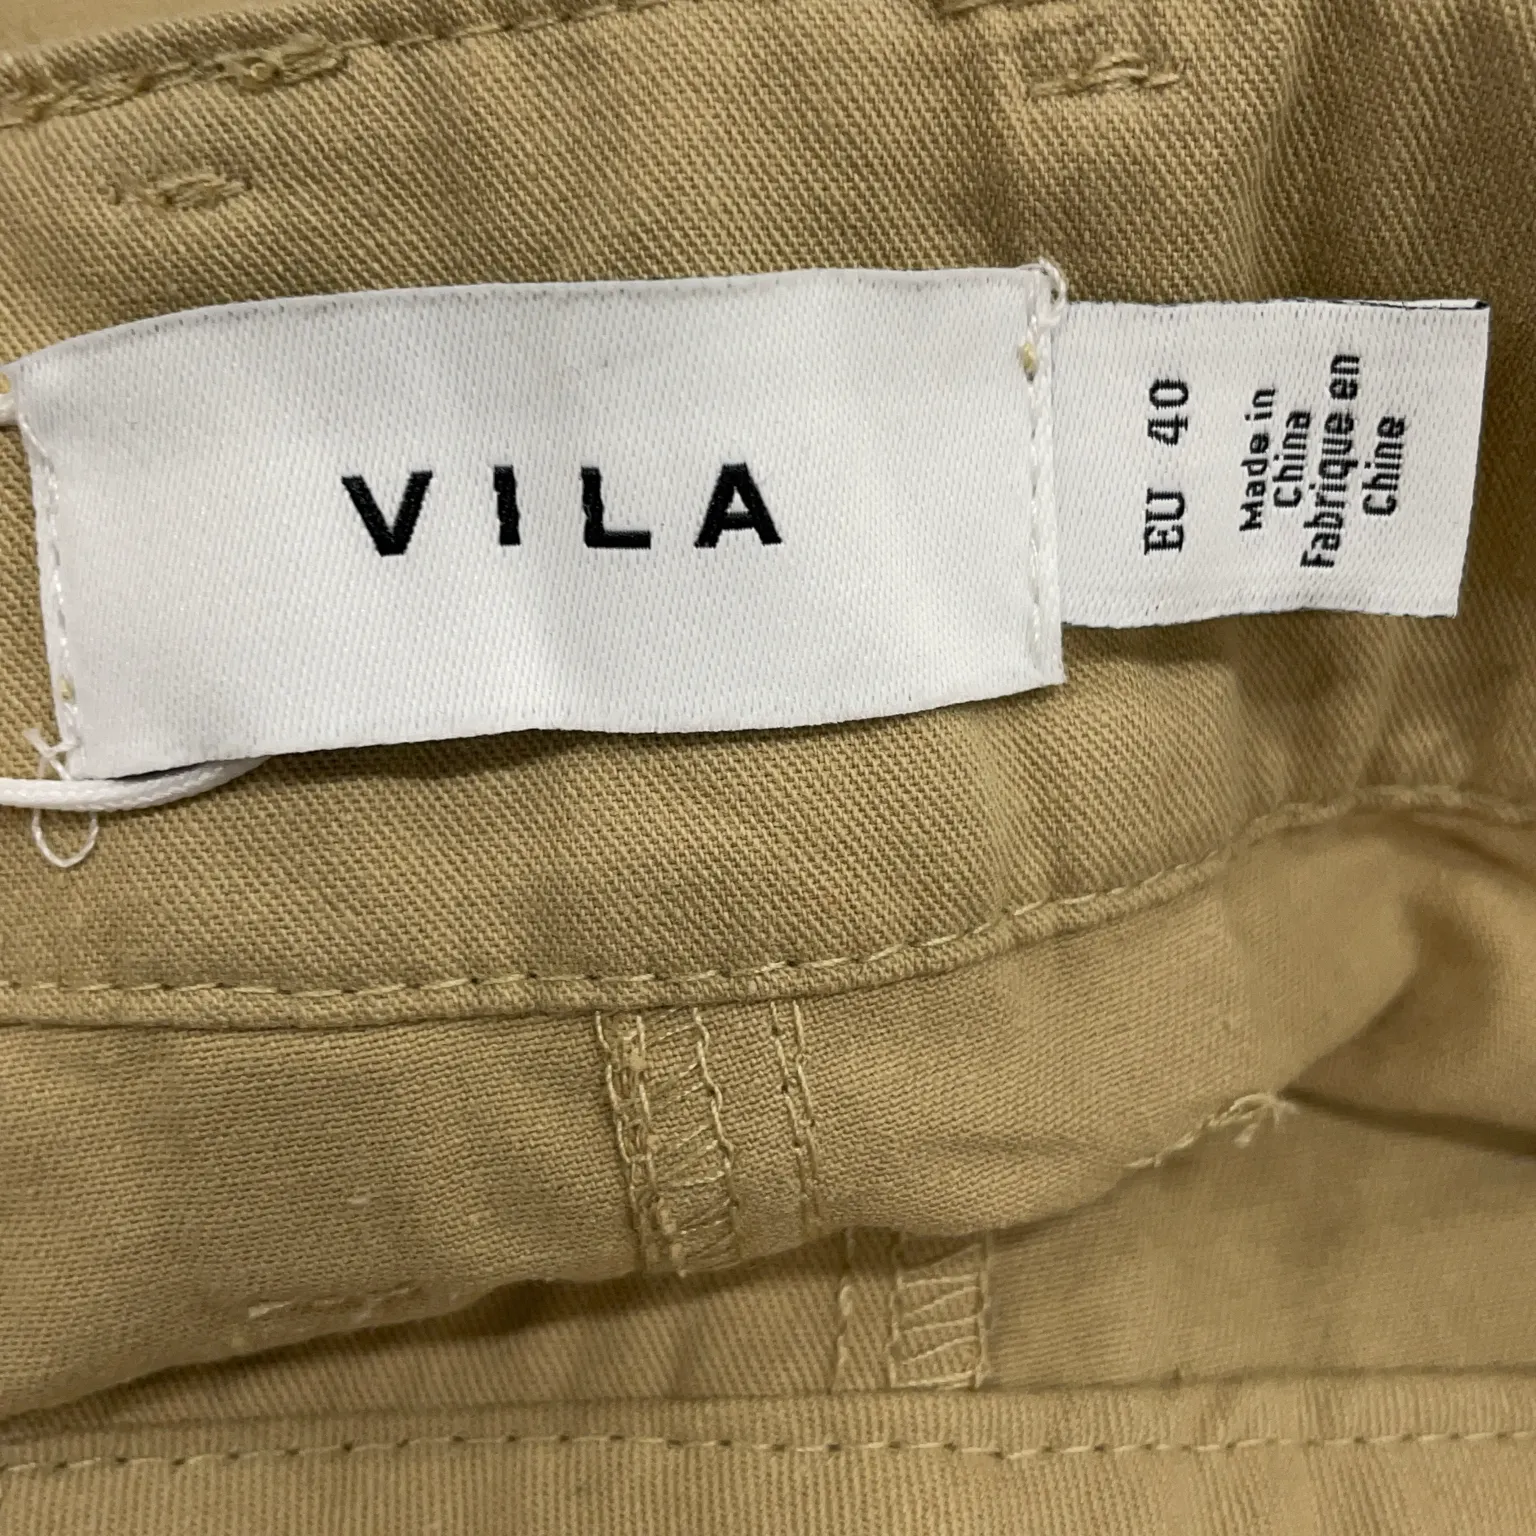 VILA
EU 40
Made in
China
Fabrique en
Chine